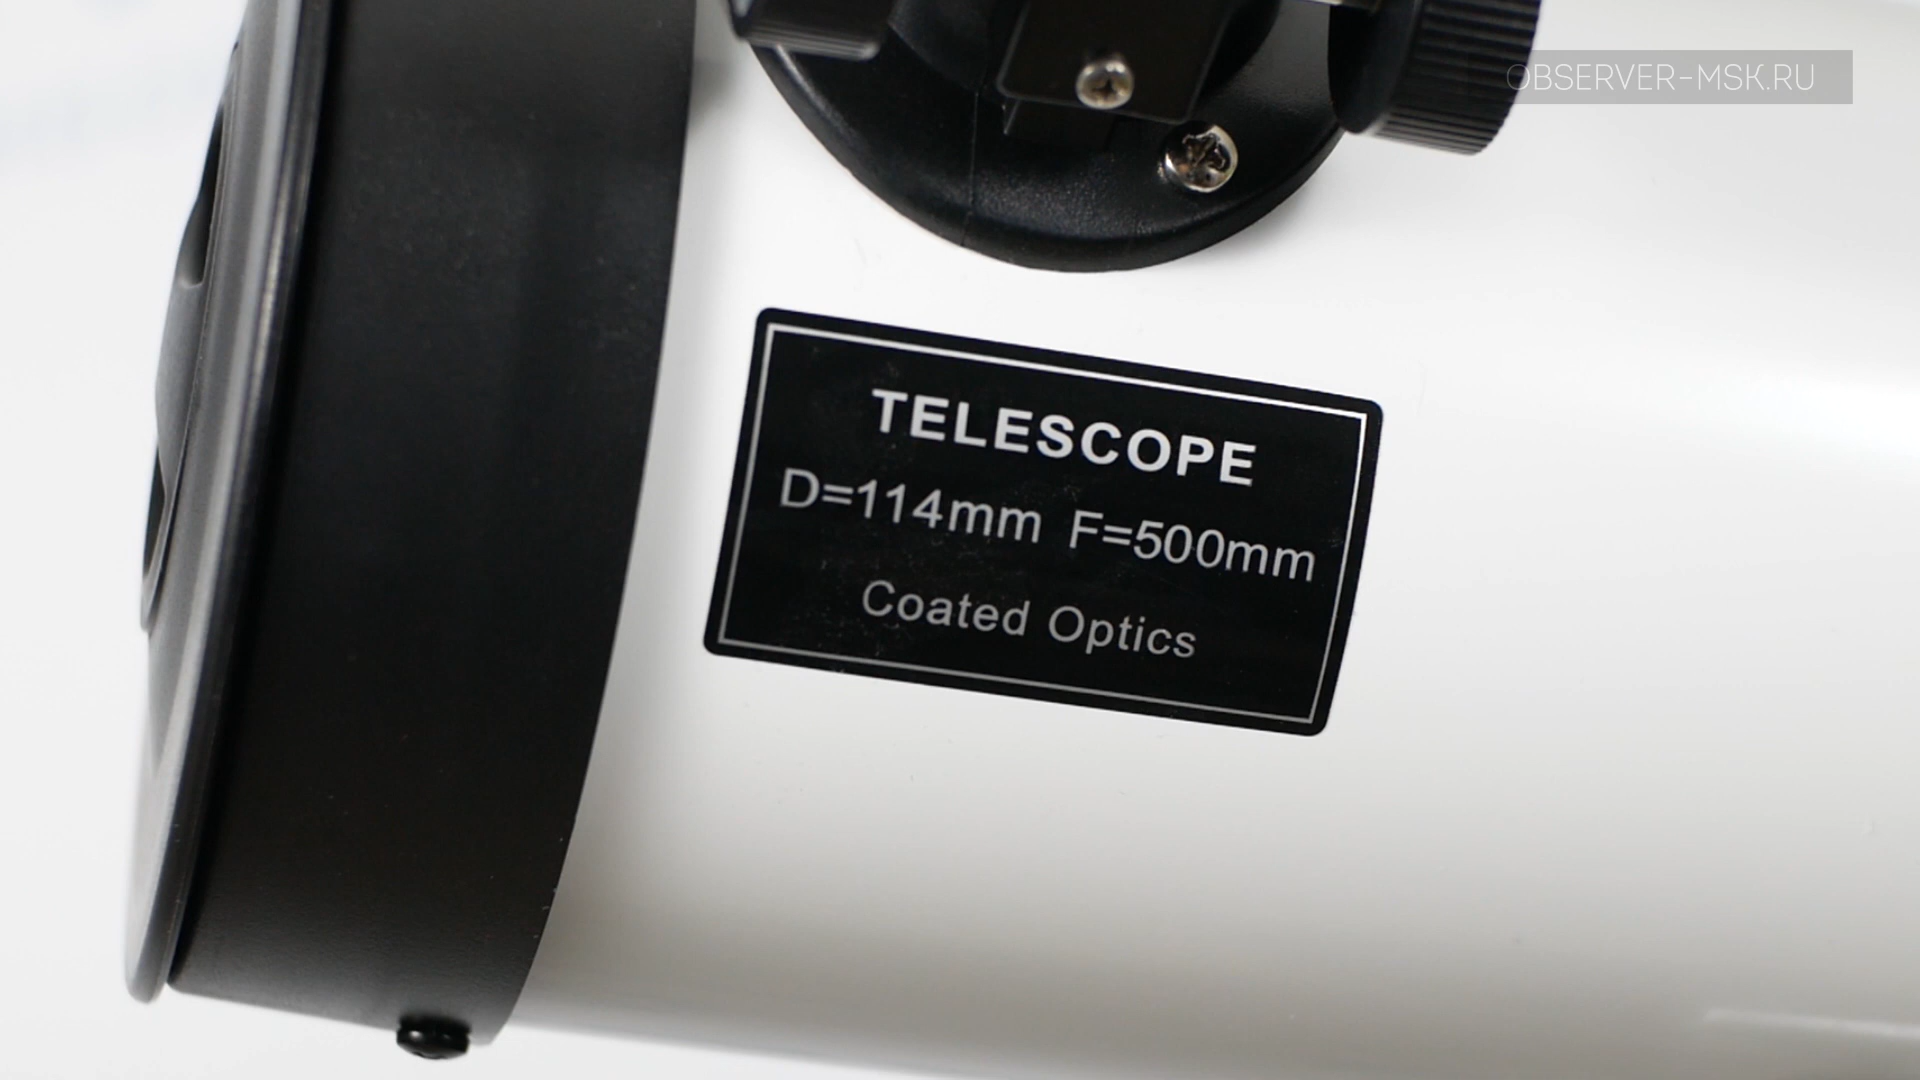 OBSERVER-MSK.RU
TELESCOPE
D=114mm F=500mm
Coated Optics